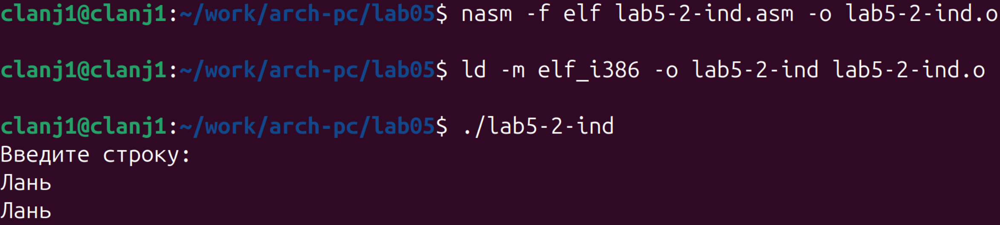 clanj1@clanj1:~/work/arch-pc/lab05$ nasm -f elf lab5-2-ind.asm -o lab5-2-ind.o
clanj1@clanj1:~/work/arch-pc/lab05$ ld -m elf_i386 -o lab5-2-ind lab5-2-ind.o
clanj1@clanj1:~/work/arch-pc/lab05$ ./lab5-2-ind
Введите строку:
Лань
Лань